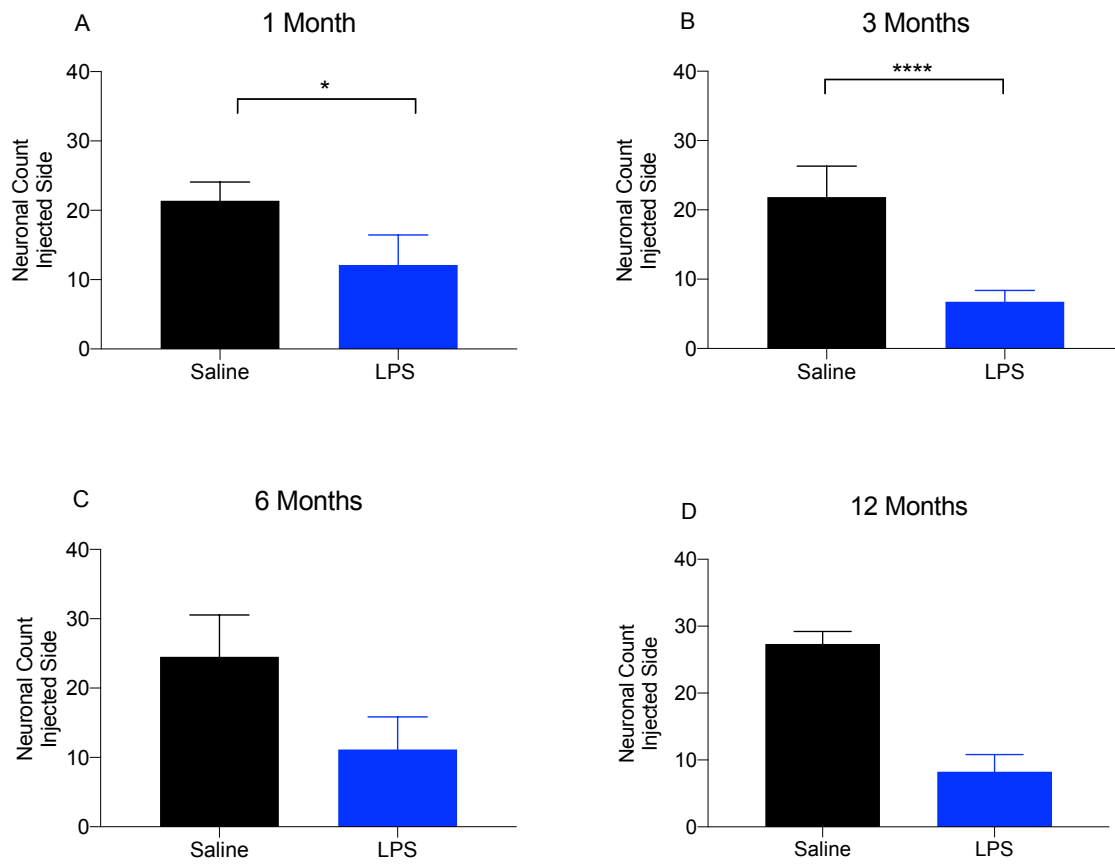 A
1 Month
40
30
20
10
0
Neuronal Count
Injected Side
*
Saline
LPS
B
3 Months
40
30
20
10
0
Neuronal Count
Injected Side
****
Saline
LPS
C
6 Months
40
30
20
10
0
Neuronal Count
Injected Side
Saline
LPS
D
12 Months
40
30
20
10
0
Neuronal Count
Injected Side
Saline
LPS